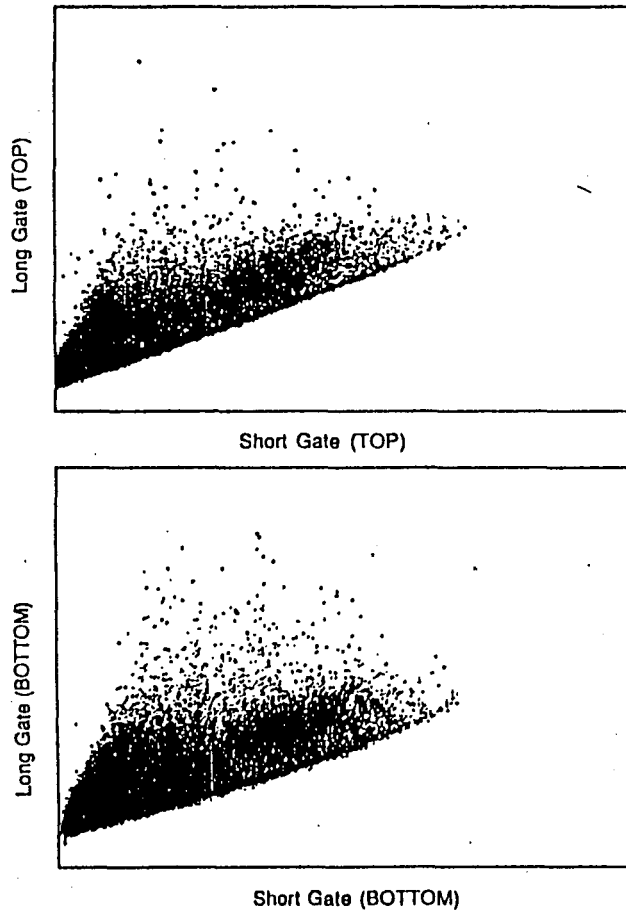 Long Gate (TOP)
Short Gate (TOP)
Long Gate (BOTTOM)
Short Gate (BOTTOM)